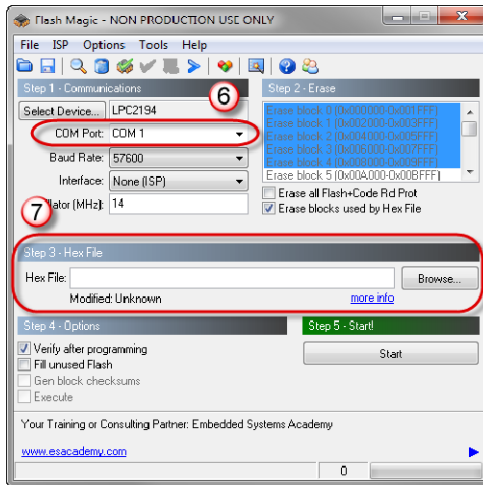 Flash Magic - NON PRODUCTION USE ONLY
File ISP Options Tools Help
Step 1 - Communications
6
Step 2 - Erase
Select Device... LPC2194
COM Port: COM 1
Baud Rate: 57600
Interface: None (ISP)
7
llator (MHz): 14
Erase block 0 (0x000000-0x001FFF)
Erase block 1 (0x002000-0x003FFF)
Erase block 2 (0x004000-0x005FFF)
Erase block 3 (0x006000-0x007FFF)
Erase block 4 (0x008000-0x009FFF)
Erase block 5 (0x00A000-0x00BFFF)
Erase all Flash+Code Rd Prot
Erase blocks used by Hex File
Step 3 - Hex File
Hex File: Browse...
Modified: Unknown more info
Step 4 - Options
Step 5 - Start!
Verify after programming
Fill unused Flash
Gen block checksums
Execute
Start
Your Training or Consulting Partner: Embedded Systems Academy
www.esacademy.com
0